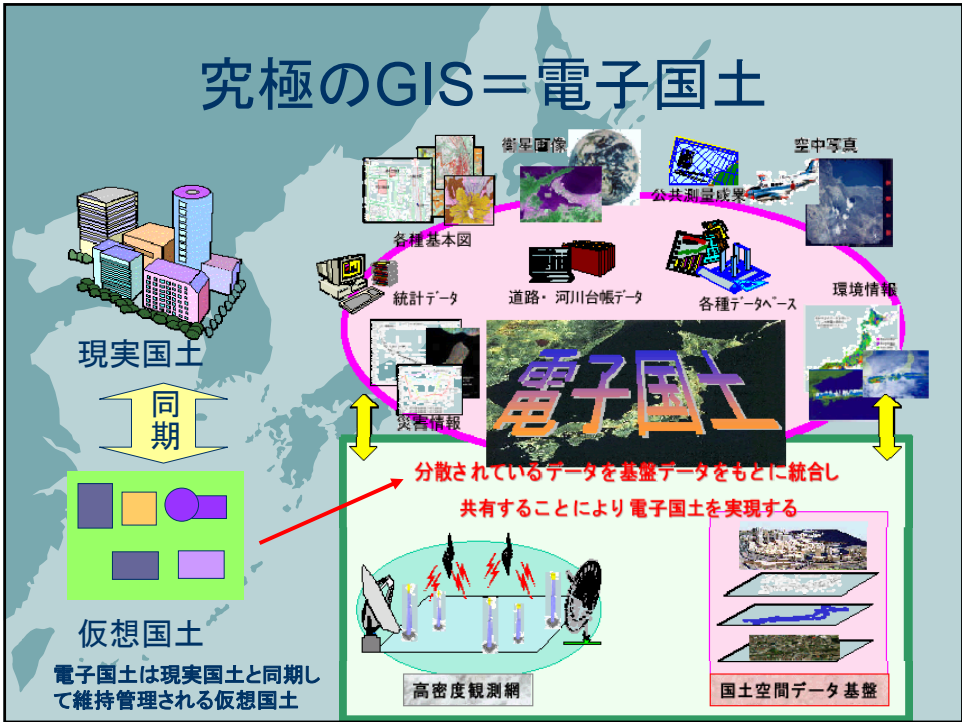 究極のGIS＝電子国土
衛星画像
空中写真
公共測量成果
各種基本図
統計データ
道路・河川台帳データ
各種データベース
環境情報
現実国土
電子国土
災害情報
同
期
分散されているデータを基盤データをもとに統合し
共有することにより電子国土を実現する
仮想国土
電子国土は現実国土と同期し
て維持管理される仮想国土
高密度観測網
国土空間データ基盤